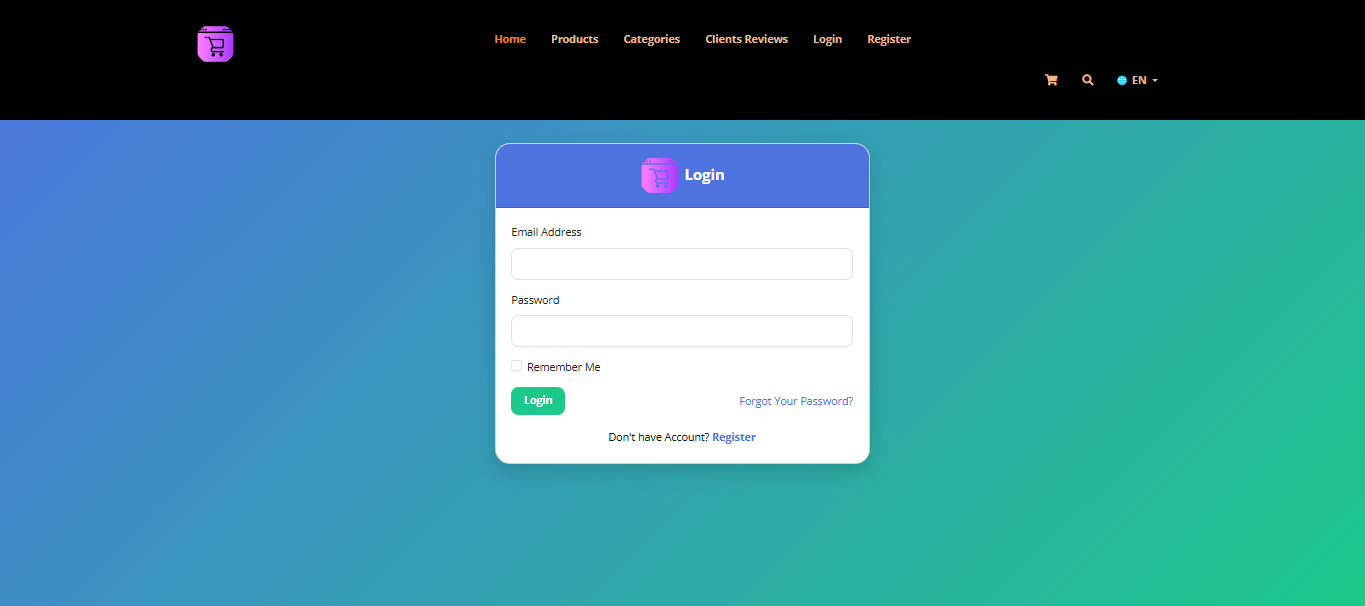 Home Products Categories Clients Reviews Login Register
EN
Login
Email Address
Password
Remember Me
Login Forgot Your Password?
Don't have Account? Register